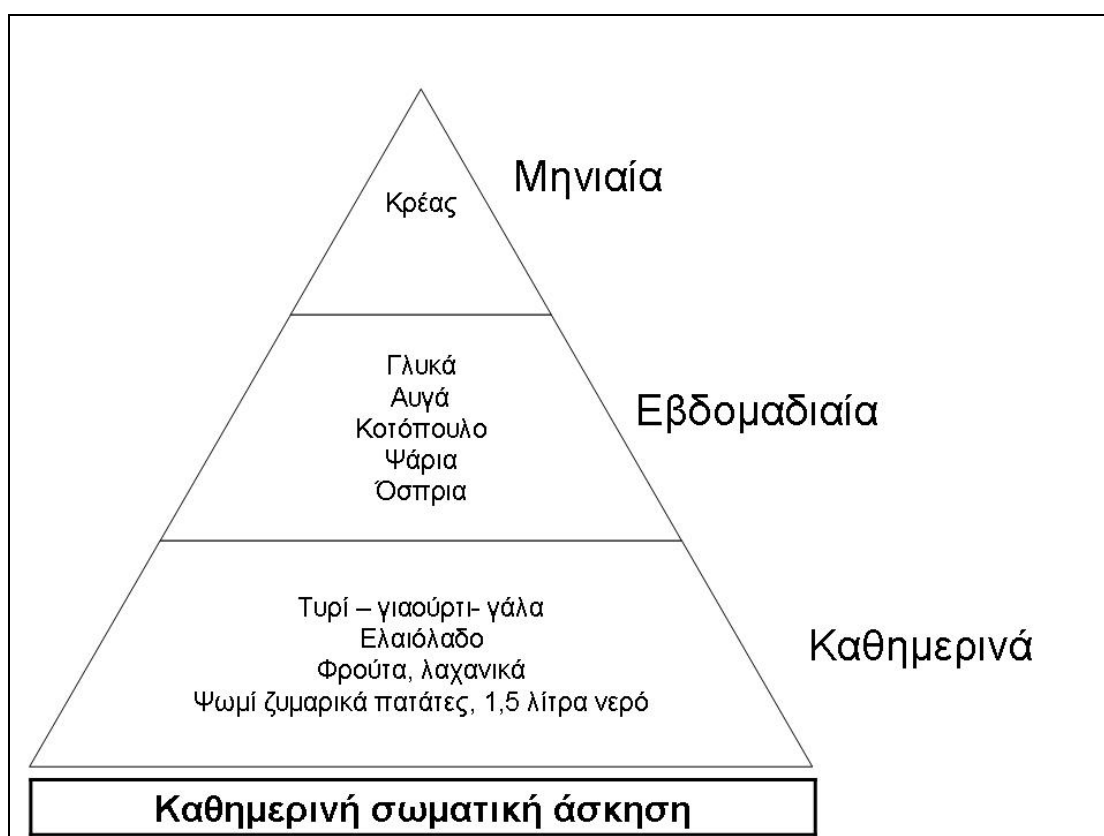 Μηνιαία
Κρέας
Γλυκά
Αυγά
Κοτόπουλο
Ψάρια
Όσπρια
Εβδομαδιαία
Τυρί – γιαούρτι- γάλα
Ελαιόλαδο
Φρούτα, λαχανικά
Ψωμί ζυμαρικά πατάτες, 1,5 λίτρα νερό
Καθημερινά
Καθημερινή σωματική άσκηση